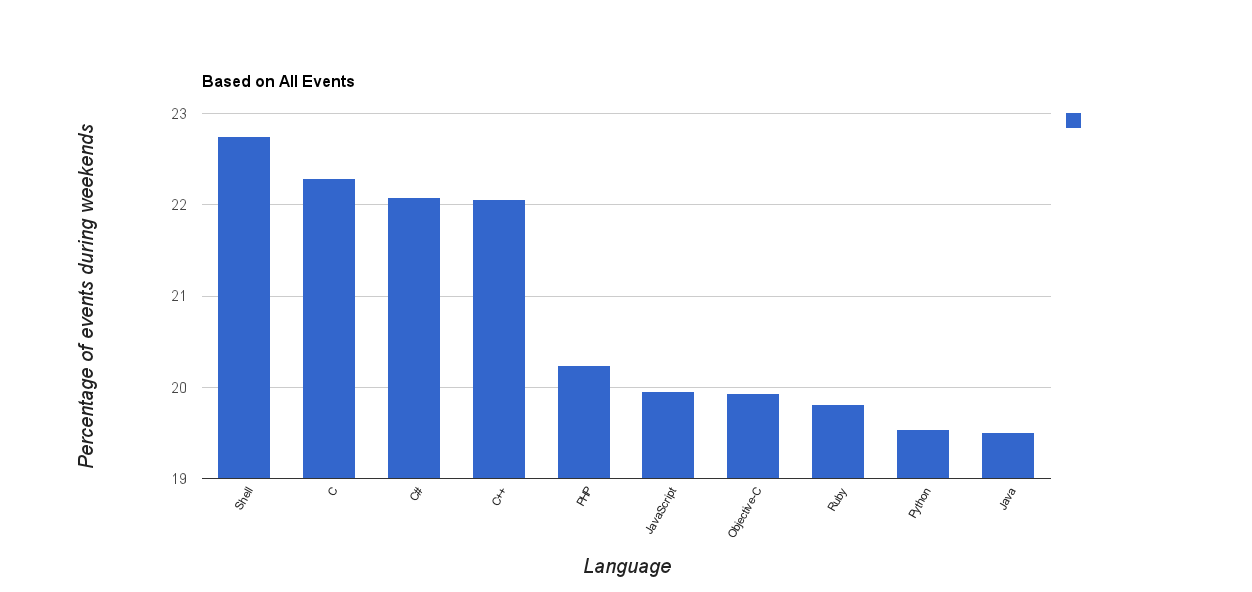 Based on All Events
Percentage of events during weekends
23
22
21
20
19
Shell
C
C#
C++
PHP
JavaScript
Objective-C
Ruby
Python
Java
Language